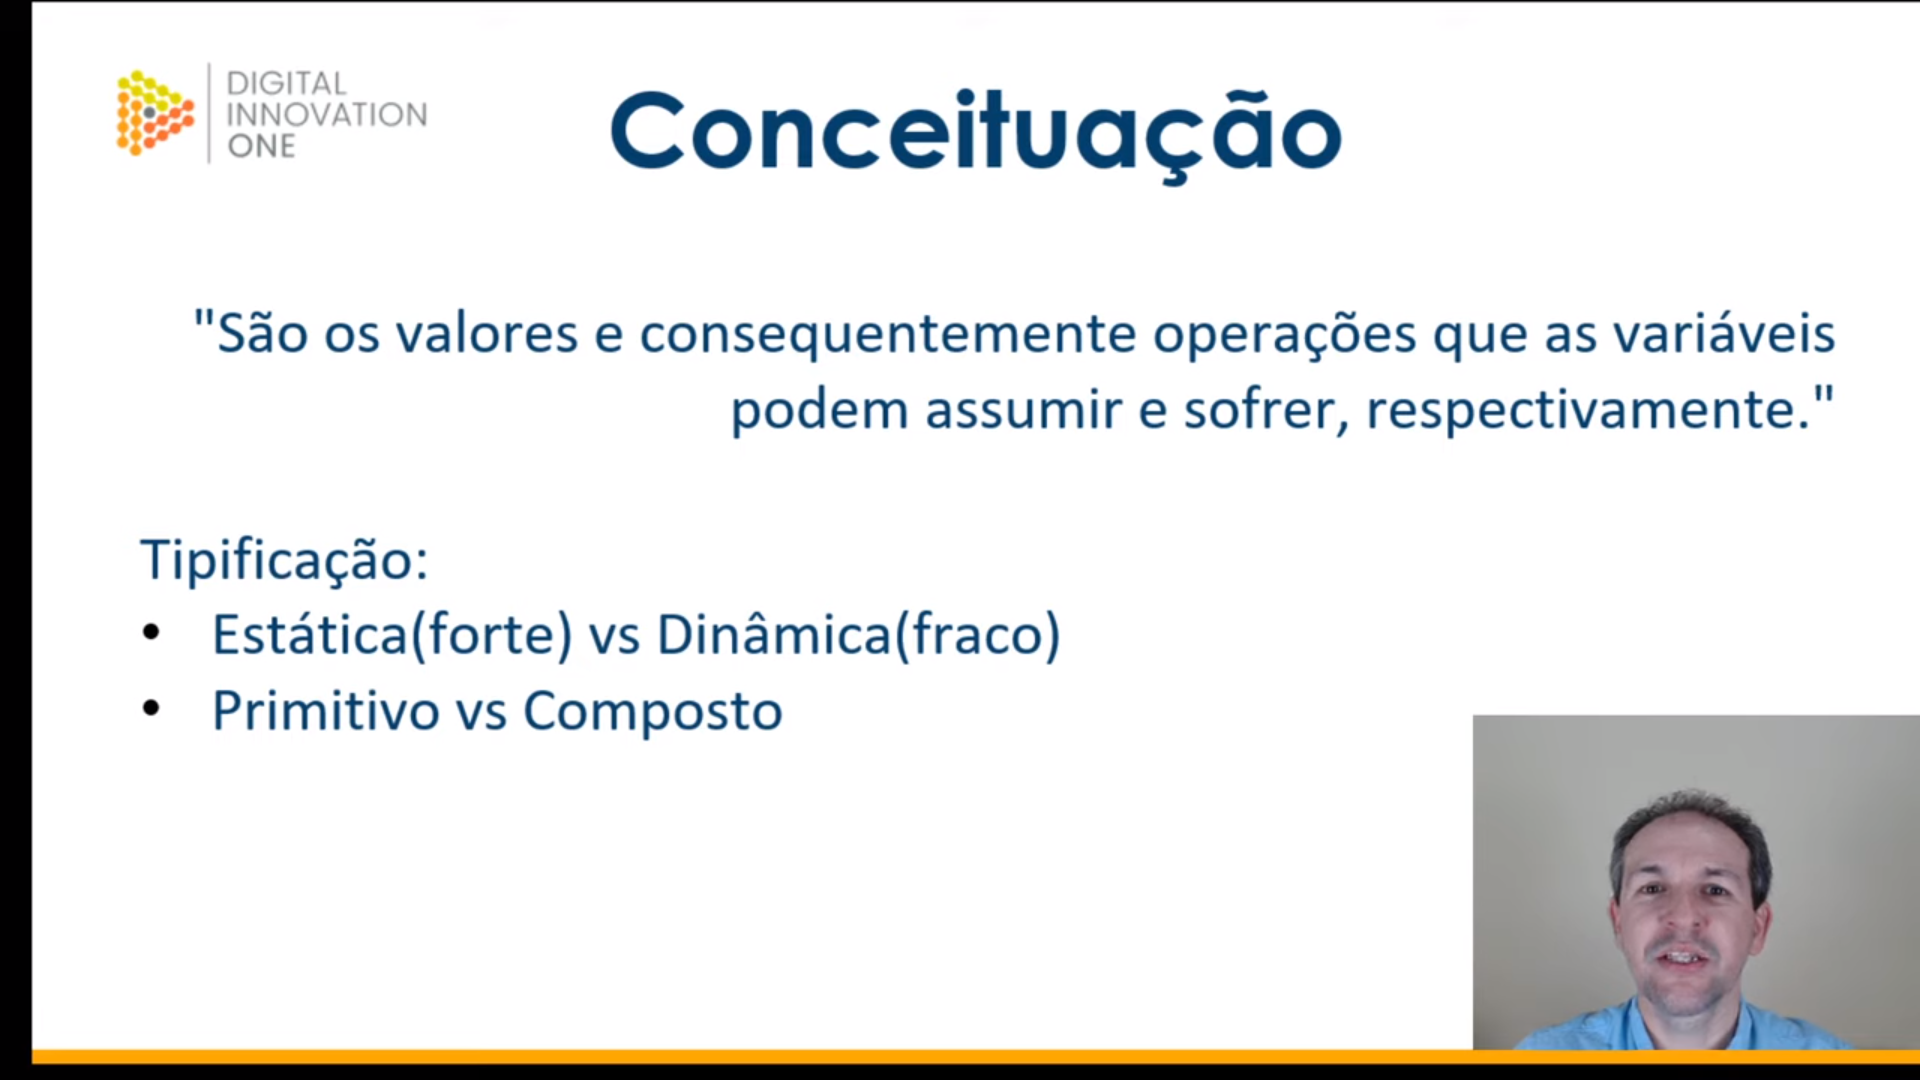 DIGITAL
INNOVATION
ONE
Conceituação
"São os valores e consequentemente operações que as variáveis
podem assumir e sofrer, respectivamente."
Tipificação:
• Estática(forte) vs Dinâmica(fraco)
• Primitivo vs Composto